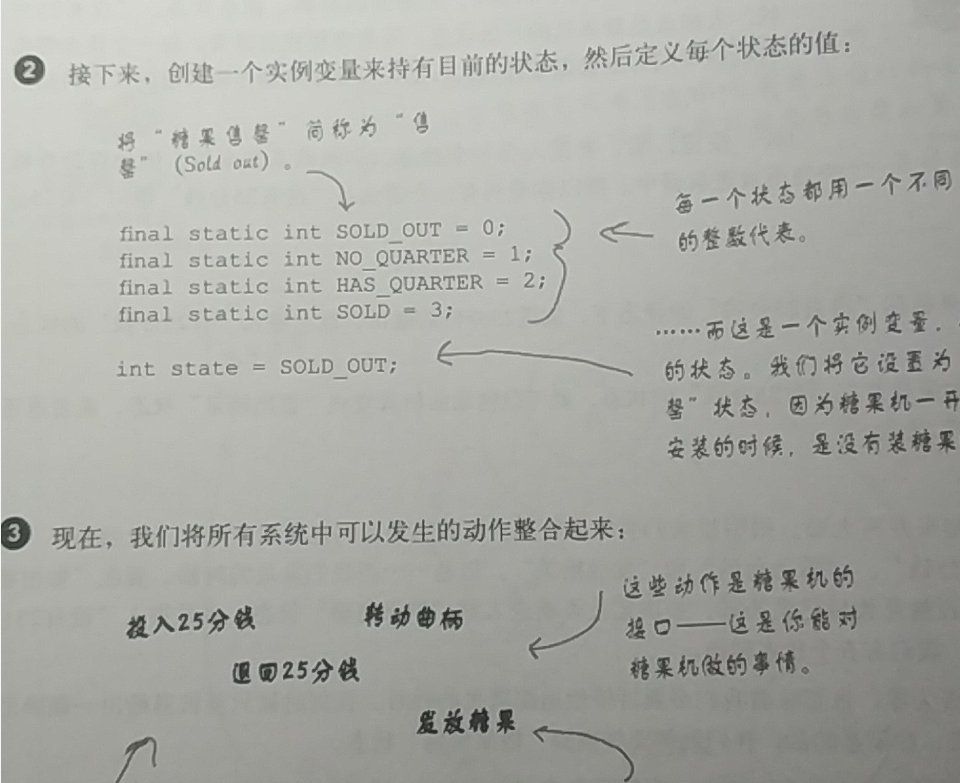 2 接下来，创建一个实例变量来持有目前的状态，然后定义每个状态的值：
将“糖果售罄”简称为“售
罄”（Sold out）。
final static int SOLD_OUT = 0;
final static int NO_QUARTER = 1;
final static int HAS_QUARTER = 2;
final static int SOLD = 3;
每一个状态都用一个不同
的整数代表。
int state = SOLD_OUT;
……而这是一个实例变量，
的状态。我们将它设置为
罄”状态，因为糖果机一开
安装的时候，是没有装糖果
3 现在，我们将所有系统中可以发生的动作整合起来：
投入25分钱
转动曲柄
退回25分钱
发放糖果
这些动作是糖果机的
接口——这是你能对
糖果机做的事情。